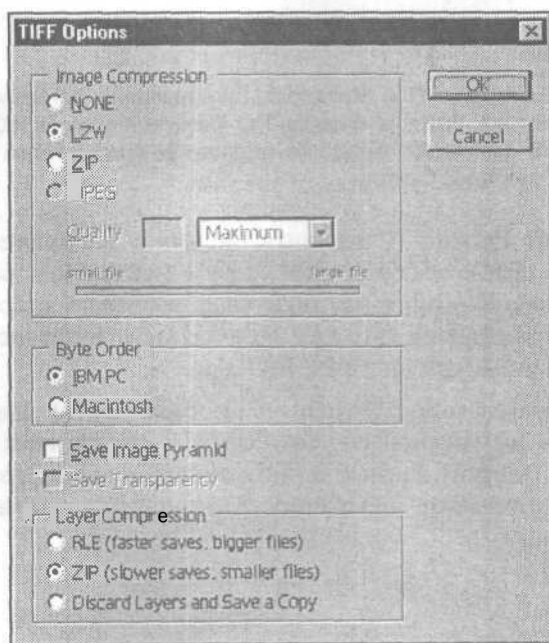 TIFF Options
Image Compression
OK
NONE
LZW
Cancel
ZIP
JPEG
Quality
Maximum
small file large file
Byte Order
IBM PC
Macintosh
Save Image Pyramid
Save Transparency
Layer Compression
RLE (faster saves, bigger files)
ZIP (slower saves, smaller files)
Discard Layers and Save a Copy